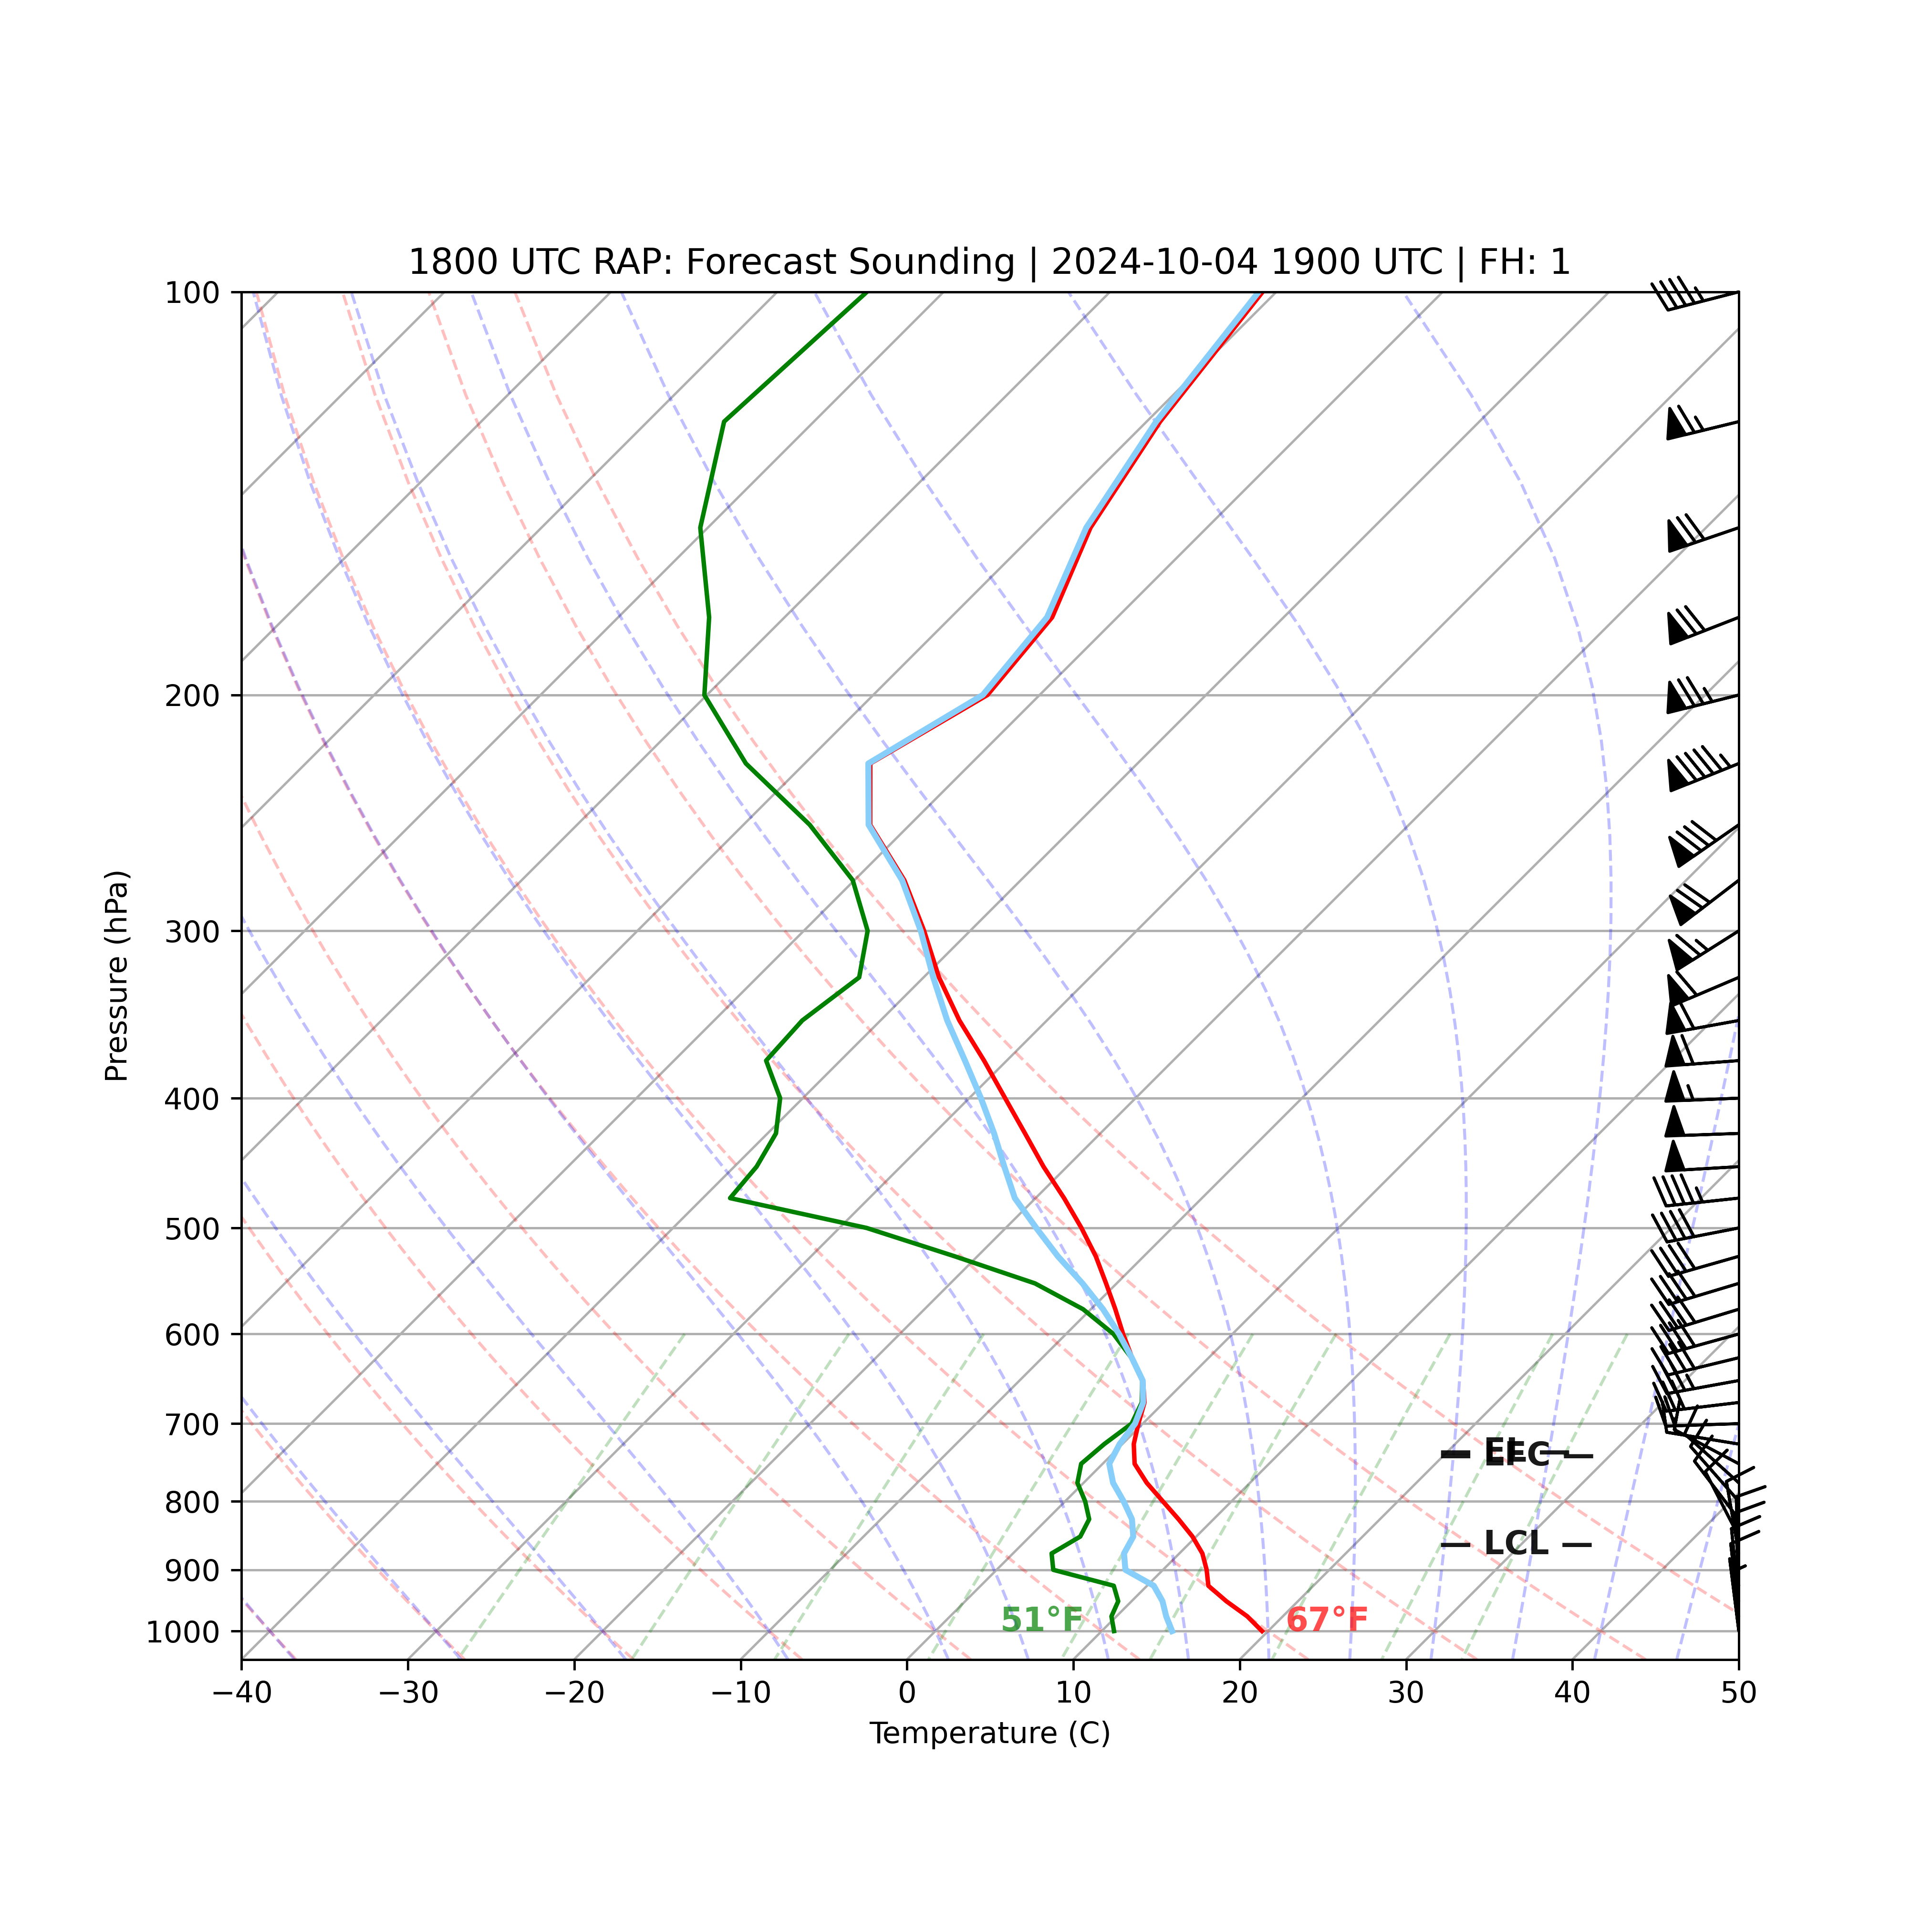 1800 UTC RAP: Forecast Sounding | 2024-10-04 1900 UTC | FH: 1
100
200
300
400
500
600
700
800
900
1000
Pressure (hPa)
— EL —
— LFC —
— LCL —
51°F
67°F
−40 −30 −20 −10 0 10 20 30 40 50
Temperature (C)